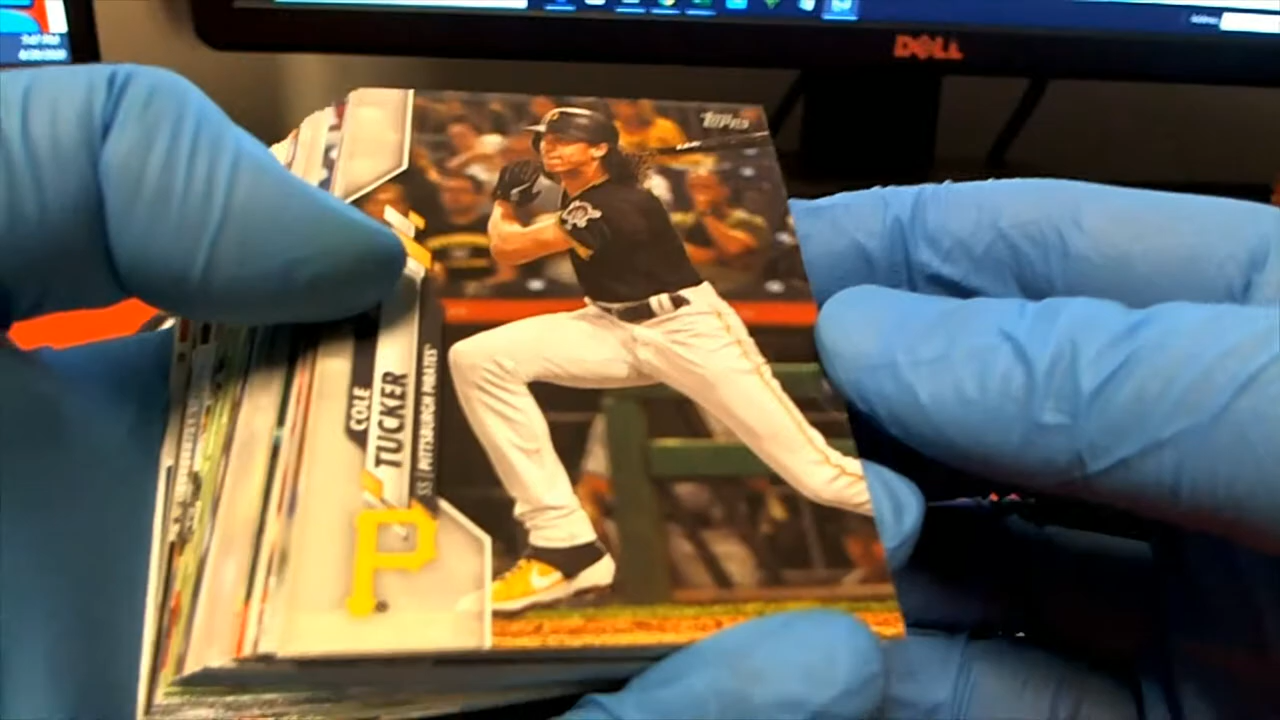 DELL
TOPPS
COLE
TUCKER
SS | PITTSBURGH PIRATES
P